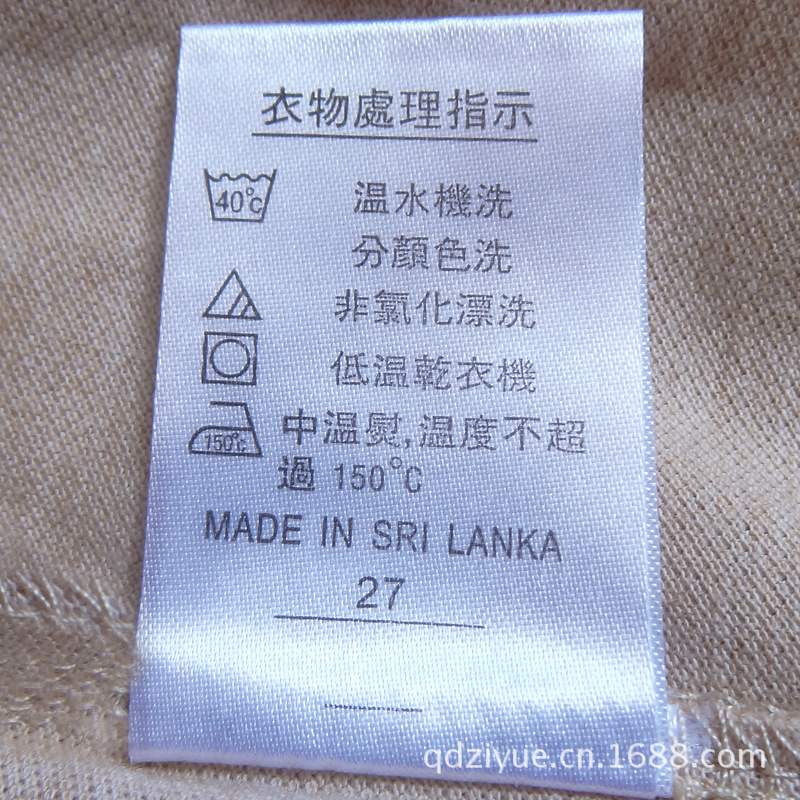 衣物處理指示
40°c
溫水機洗
分顏色洗
非氯化漂洗
低溫乾衣機
150°c
中溫熨,溫度不超
過 150°C
MADE IN SRI LANKA
27
qdziyue.cn.1688.com